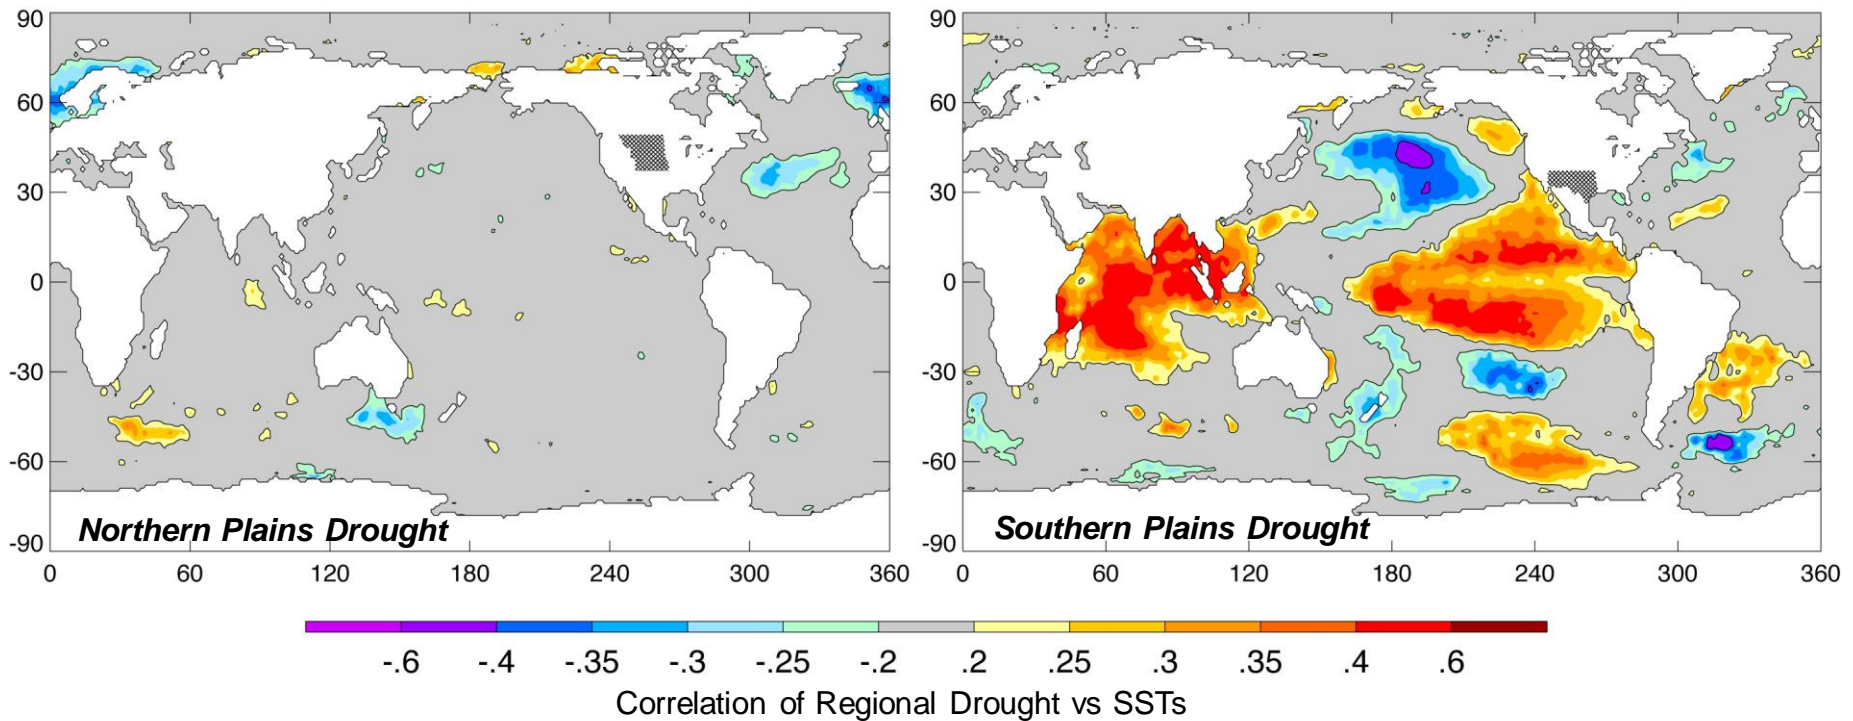 90
60
30
0
-30
-60
-90
Northern Plains Drought
0 60 120 180 240 300 360
90
60
30
0
-30
-60
-90
Southern Plains Drought
0 60 120 180 240 300 360
-.6 -.4 -.35 -.3 -.25 -.2 .2 .25 .3 .35 .4 .6
Correlation of Regional Drought vs SSTs